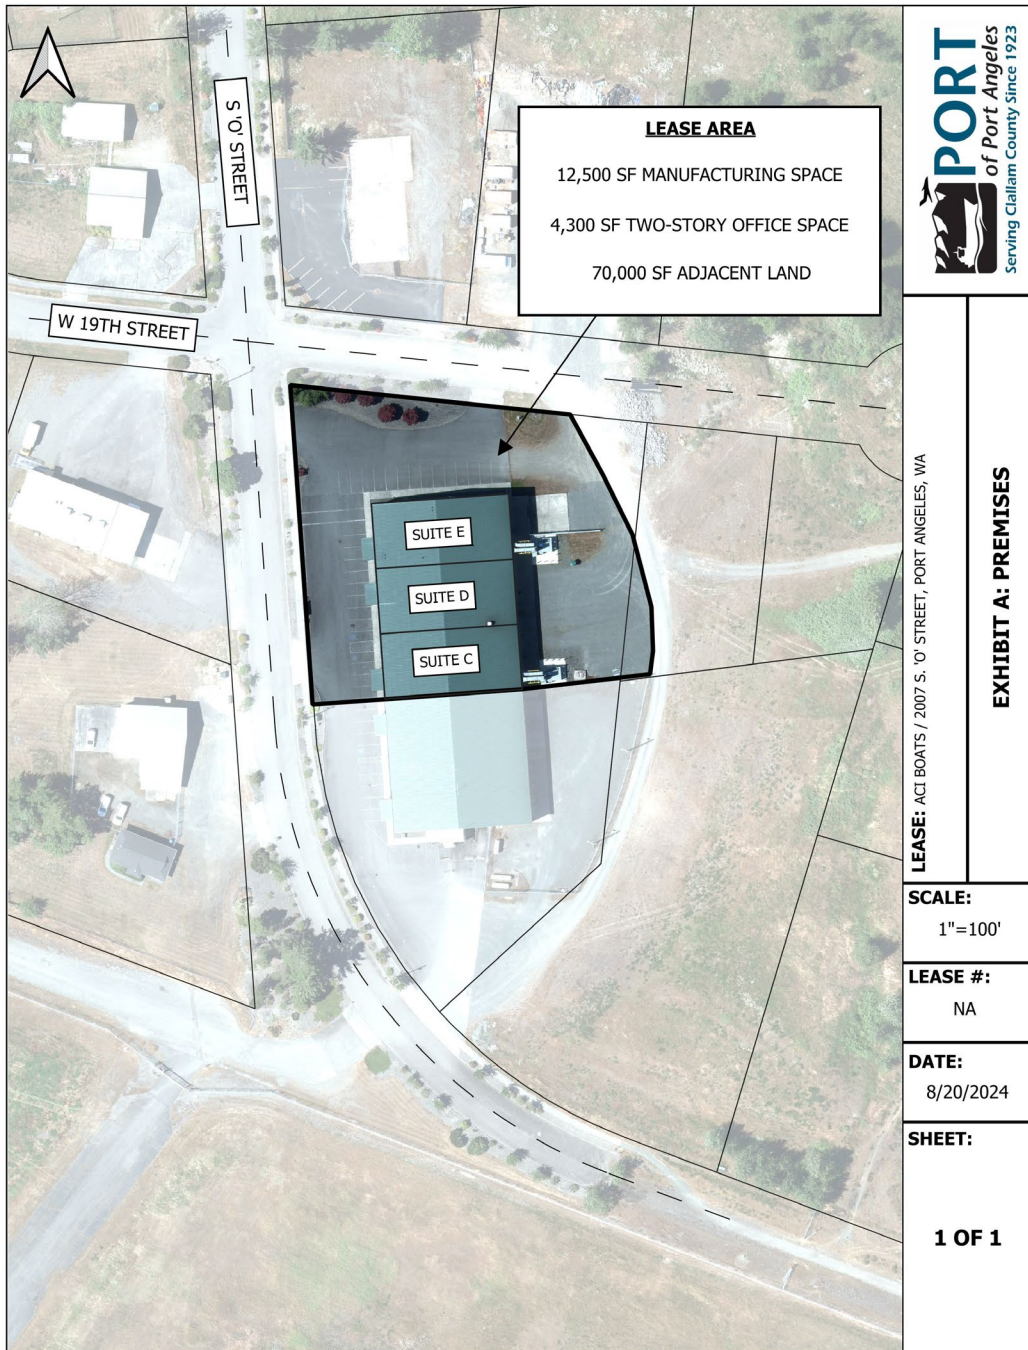 S 'O' STREET
W 19TH STREET
LEASE AREA
12,500 SF MANUFACTURING SPACE
4,300 SF TWO-STORY OFFICE SPACE
70,000 SF ADJACENT LAND
SUITE E
SUITE D
SUITE C
PORT
of Port Angeles
Serving Clallam County Since 1923
LEASE: ACI BOATS / 2007 S. 'O' STREET, PORT ANGELES, WA
EXHIBIT A: PREMISES
SCALE:
1"=100'
LEASE #:
NA
DATE:
8/20/2024
SHEET:
1 OF 1